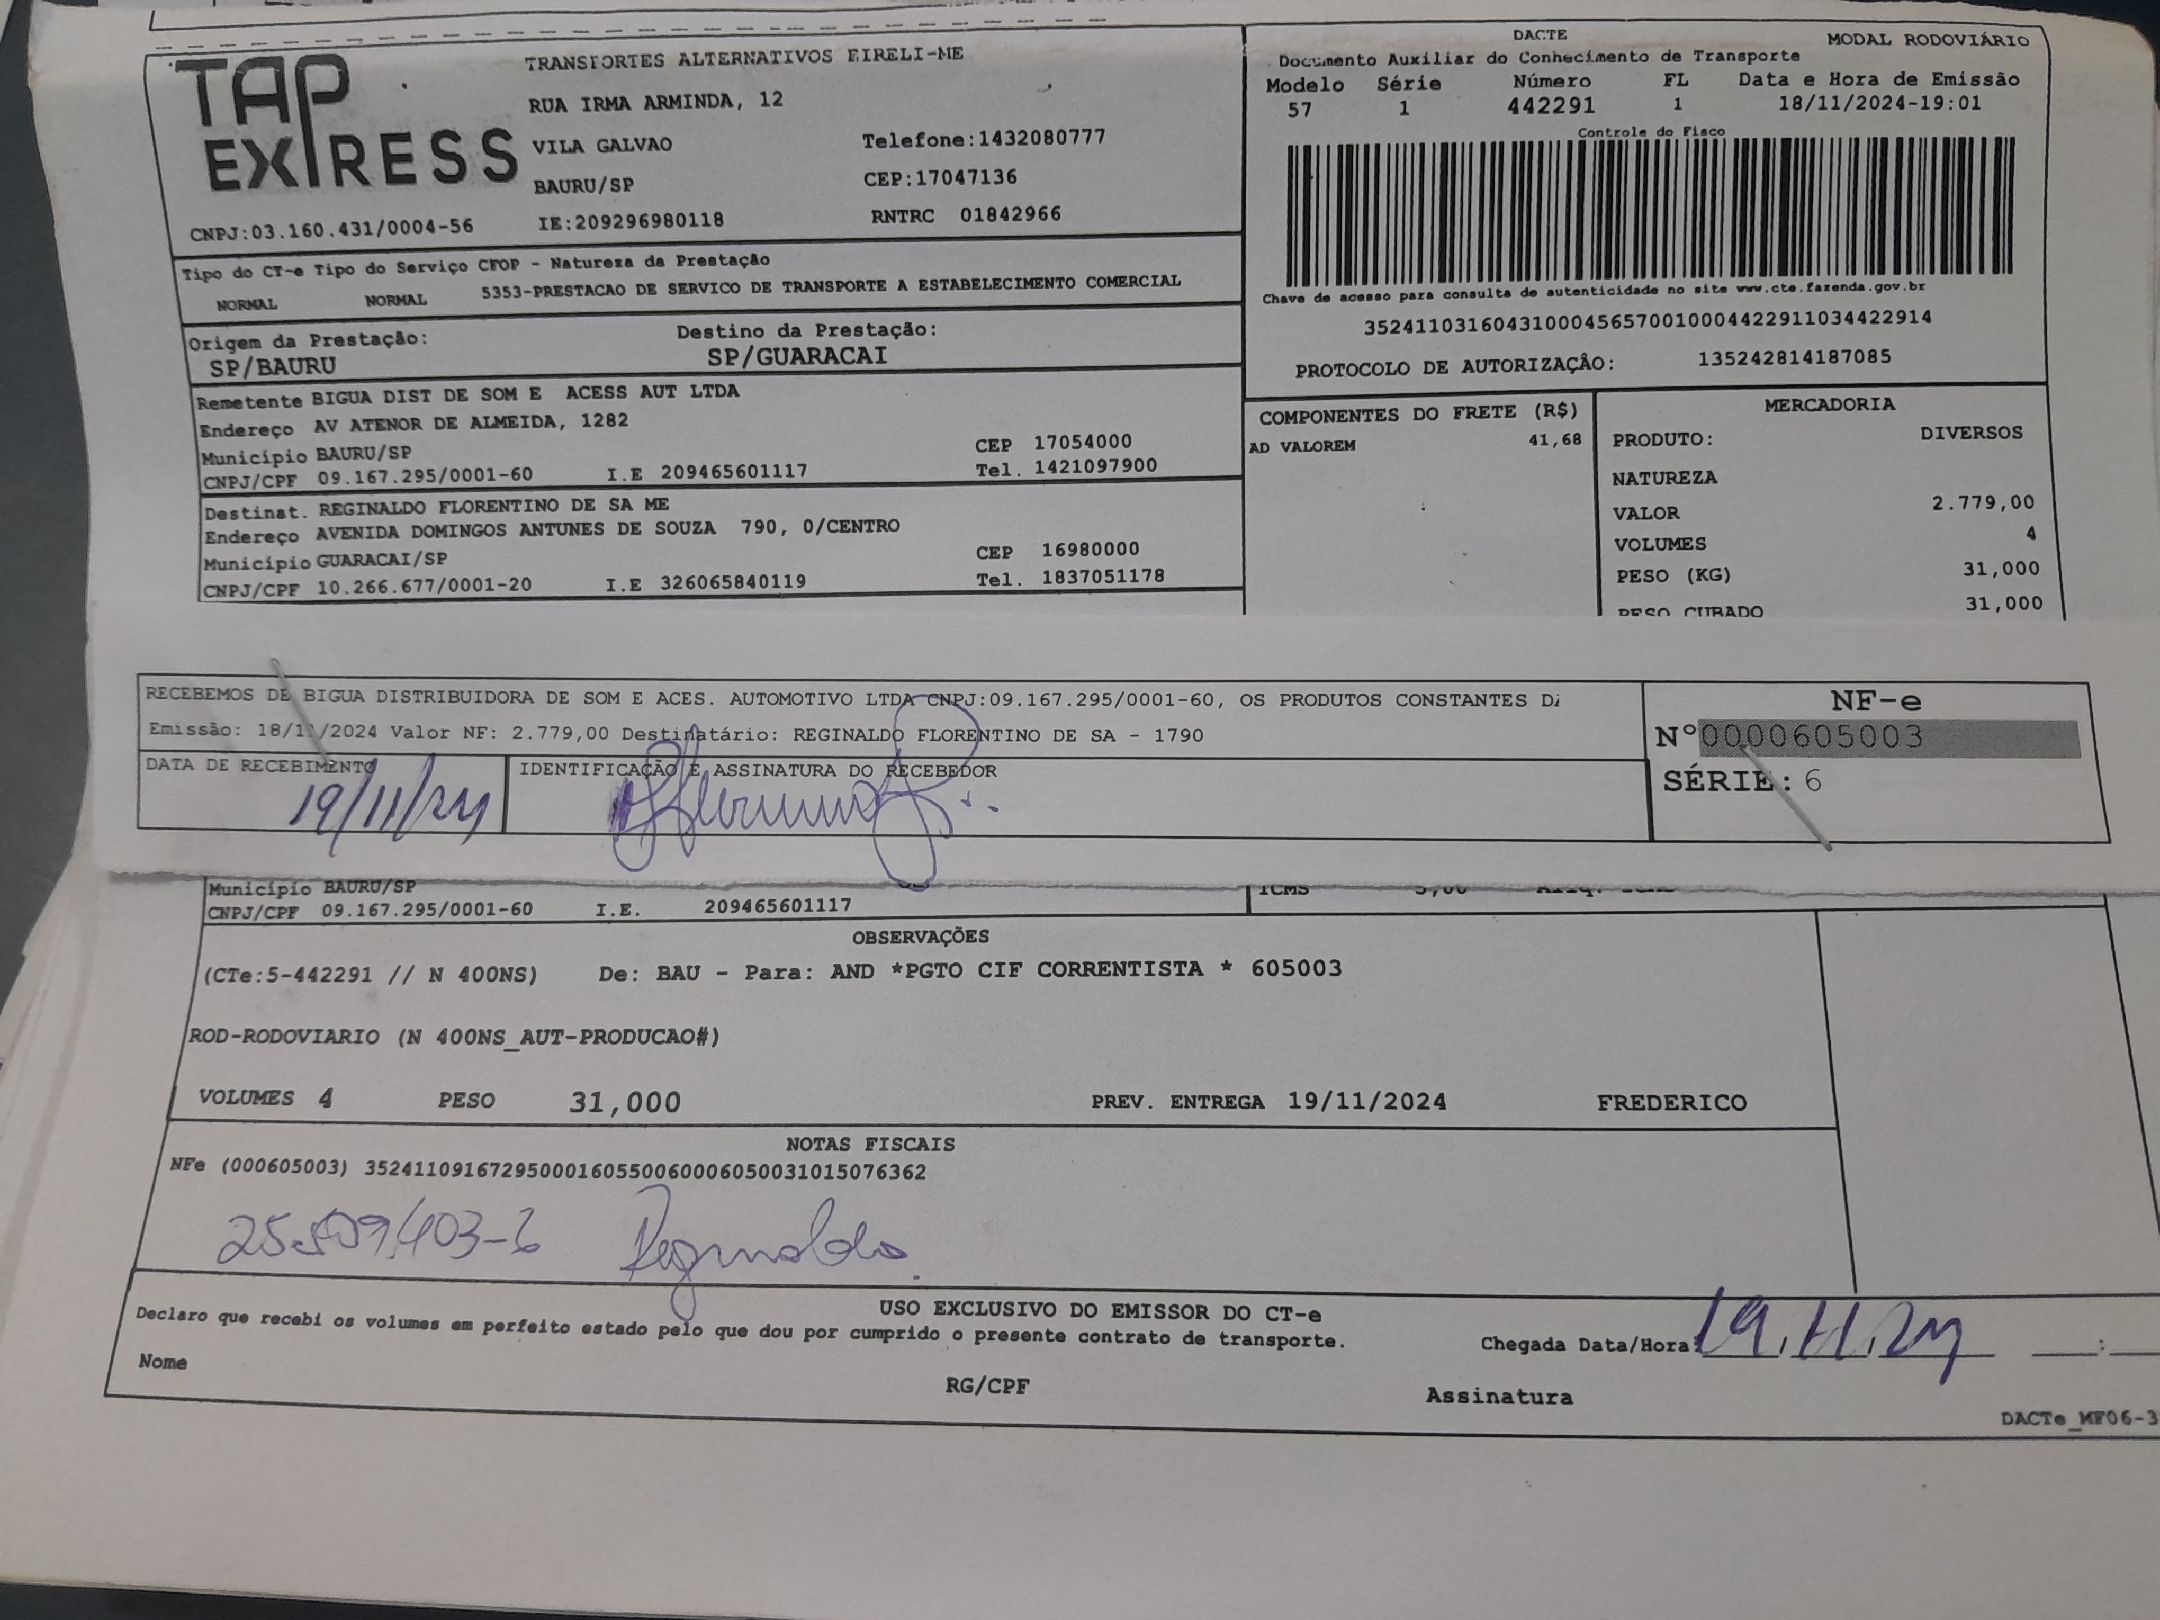 TAP EXPRESS
TRANSPORTES ALTERNATIVOS EIRELI-ME
RUA IRMA ARMINDA, 12
VILA GALVAO Telefone:1432080777
BAURU/SP CEP:17047136
CNPJ:03.160.431/0004-56 IE:209296980118 RNTRC 01842966
DACTE MODAL RODOVIÁRIO
Documento Auxiliar do Conhecimento de Transporte
Modelo Série Número FL Data e Hora de Emissão
57 1 442291 1 18/11/2024-19:01
Controle do Fisco
Chave de acesso para consulta de autenticidade no site www.cte.fazenda.gov.br
35241103160431000456570010004422911034422914
PROTOCOLO DE AUTORIZAÇÂO: 135242814187085
Tipo do CT-e Tipo do Serviço CFOP - Natureza da Prestação
NORMAL NORMAL 5353-PRESTACAO DE SERVICO DE TRANSPORTE A ESTABELECIMENTO COMERCIAL
Origem da Prestação: Destino da Prestação:
SP/BAURU SP/GUARACAI
Remetente BIGUA DIST DE SOM E ACESS AUT LTDA
Endereço AV ATENOR DE ALMEIDA, 1282
Município BAURU/SP CEP 17054000
CNPJ/CPF 09.167.295/0001-60 I.E 209465601117 Tel. 1421097900
Destinat. REGINALDO FLORENTINO DE SA ME
Endereço AVENIDA DOMINGOS ANTUNES DE SOUZA 790, 0/CENTRO
Município GUARACAI/SP CEP 16980000
CNPJ/CPF 10.266.677/0001-20 I.E 326065840119 Tel. 1837051178
COMPONENTES DO FRETE (R$)
AD VALOREM 41,68
MERCADORIA
PRODUTO: DIVERSOS
NATUREZA
VALOR 2.779,00
VOLUMES 4
PESO (KG) 31,000
PESO CUBADO 31,000
RECEBEMOS DE BIGUA DISTRIBUIDORA DE SOM E ACES. AUTOMOTIVO LTDA CNPJ:09.167.295/0001-60, OS PRODUTOS CONSTANTES DA
Emissão: 18/11/2024 Valor NF: 2.779,00 Destinatário: REGINALDO FLORENTINO DE SA - 1790
DATA DE RECEBIMENTO IDENTIFICAÇÃO E ASSINATURA DO RECEBEDOR
19/11/24
NF-e
N°0000605003
SÉRIE: 6
Município BAURU/SP
CNPJ/CPF 09.167.295/0001-60 I.E. 209465601117
ICMS
OBSERVAÇÕES
(CTe:5-442291 // N 400NS) De: BAU - Para: AND *PGTO CIF CORRENTISTA * 605003
ROD-RODOVIARIO (N 400NS_AUT-PRODUCAO#)
VOLUMES 4 PESO 31,000 PREV. ENTREGA 19/11/2024 FREDERICO
NOTAS FISCAIS
NFe (000605003) 35241109167295000160550060006050031015076362
Reginaldo.
USO EXCLUSIVO DO EMISSOR DO CT-e
Declaro que recebi os volumes em perfeito estado pelo que dou por cumprido o presente contrato de transporte.
Chegada Data/Hora: 19.11.24
Nome RG/CPF Assinatura
DACTe_MF06-3